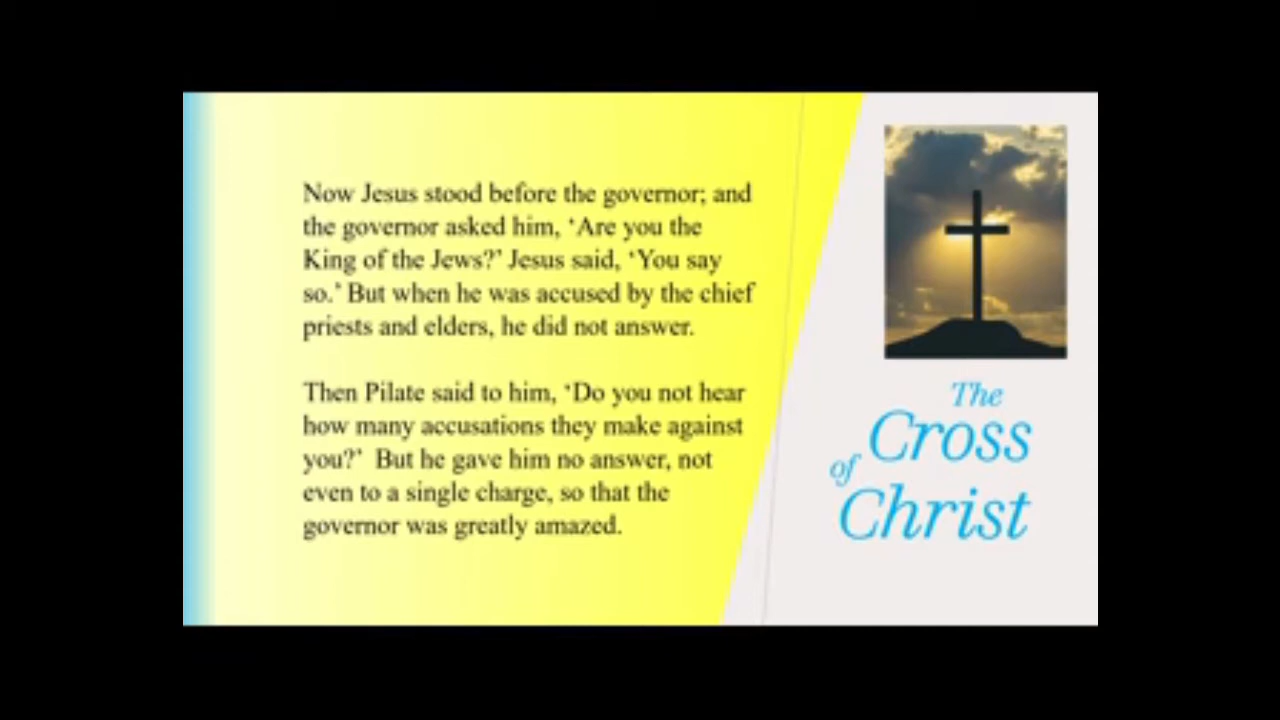 Now Jesus stood before the governor; and
the governor asked him, ‘Are you the
King of the Jews?’ Jesus said, ‘You say
so.’ But when he was accused by the chief
priests and elders, he did not answer.
Then Pilate said to him, ‘Do you not hear
how many accusations they make against
you?’  But he gave him no answer, not
even to a single charge, so that the
governor was greatly amazed.
The
Cross
of
Christ